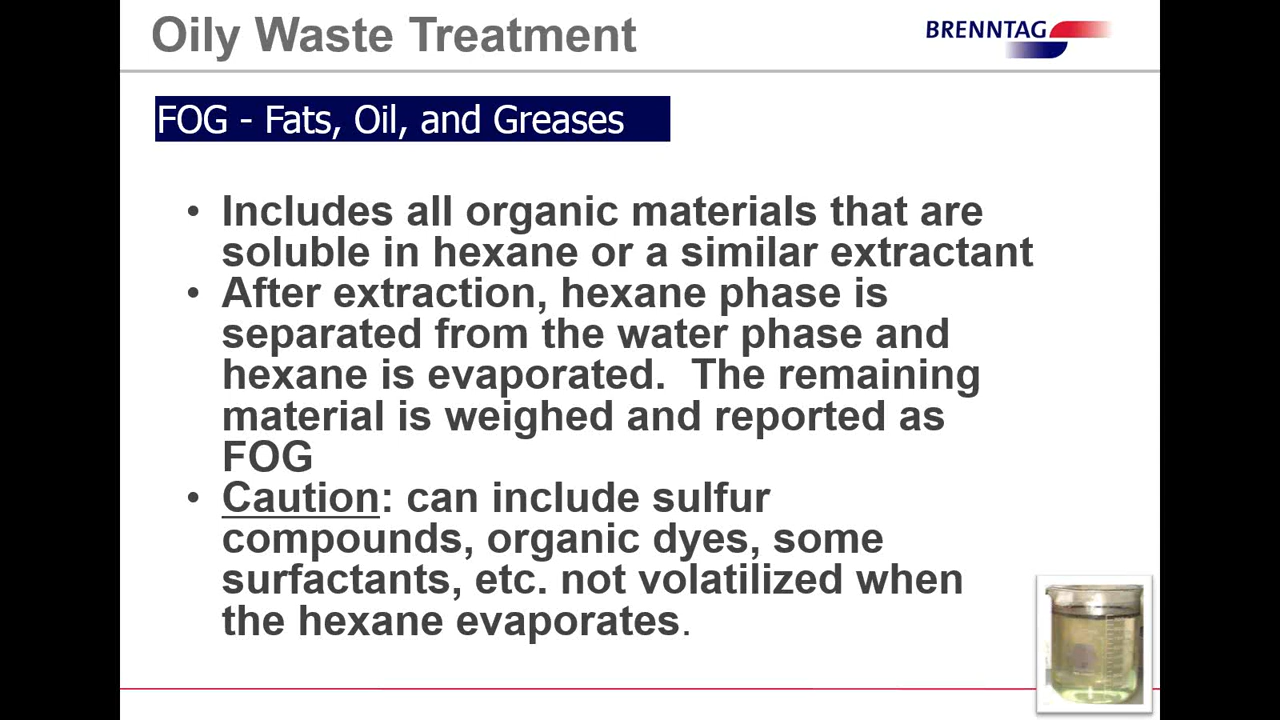 Oily Waste Treatment
BRENNTAG
FOG - Fats, Oil, and Greases
• Includes all organic materials that are
soluble in hexane or a similar extractant
• After extraction, hexane phase is
separated from the water phase and
hexane is evaporated.  The remaining
material is weighed and reported as
FOG
• Caution: can include sulfur
compounds, organic dyes, some
surfactants, etc. not volatilized when
the hexane evaporates.